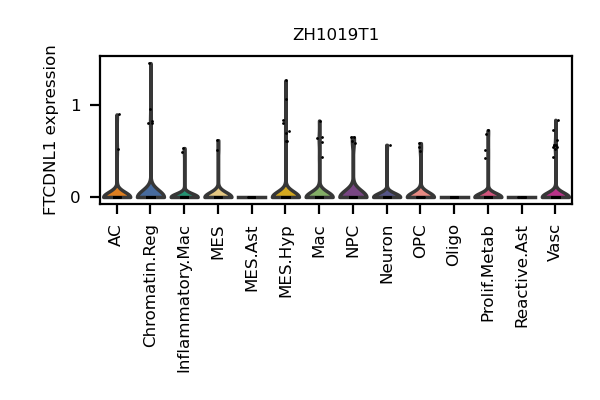 ZH1019T1
FTCDNL1 expression
1
0
AC
Chromatin.Reg
Inflammatory.Mac
MES
MES.Ast
MES.Hyp
Mac
NPC
Neuron
OPC
Oligo
Prolif.Metab
Reactive.Ast
Vasc